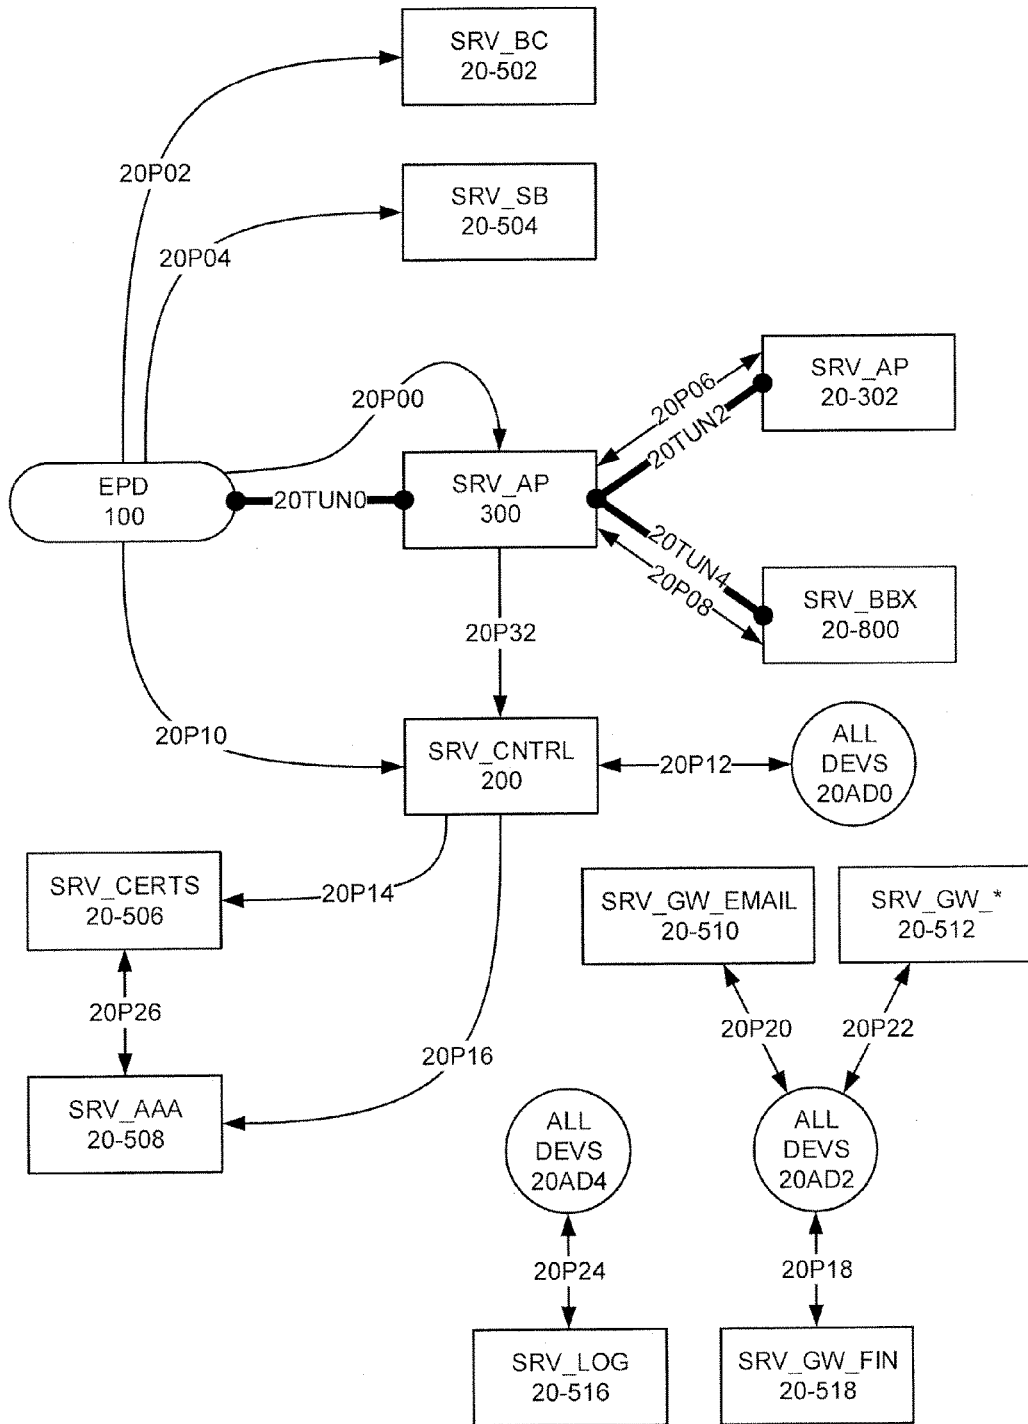 SRV_BC
20-502
20P02
SRV_SB
20-504
20P04
20P00
20P06
SRV_AP
20-302
20TUN2
EPD
100
20TUN0
SRV_AP
300
20TUN4
20P08
SRV_BBX
20-800
20P32
20P10
SRV_CNTRL
200
20P12
ALL
DEVS
20AD0
SRV_CERTS
20-506
20P14
SRV_GW_EMAIL
20-510
SRV_GW_*
20-512
20P26
20P16
20P20
20P22
SRV_AAA
20-508
ALL
DEVS
20AD4
ALL
DEVS
20AD2
20P24
20P18
SRV_LOG
20-516
SRV_GW_FIN
20-518